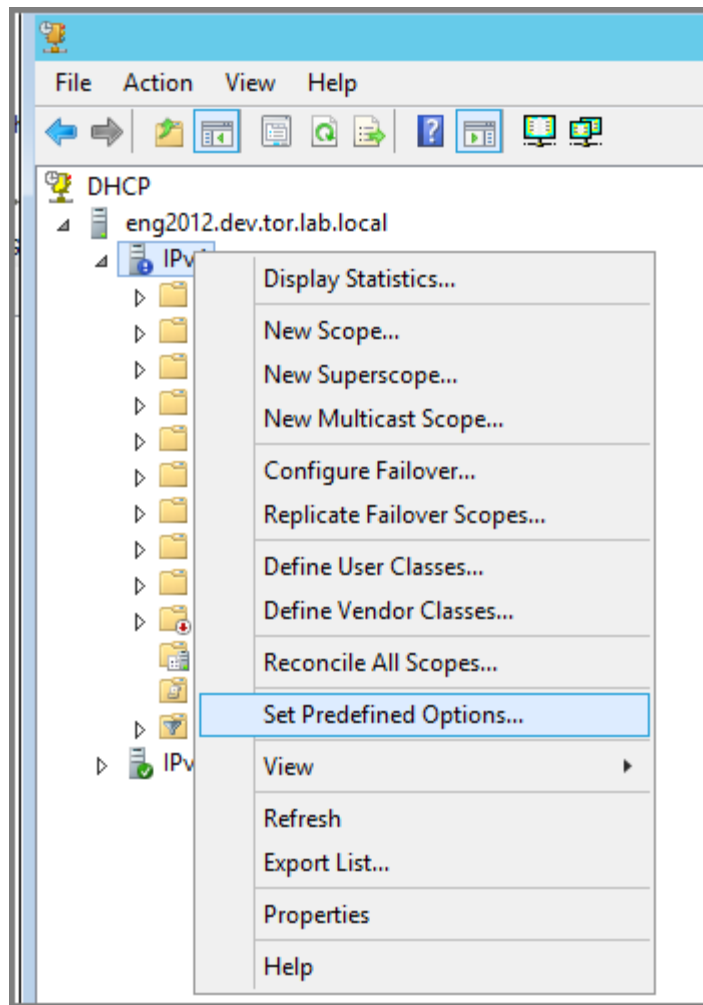 File Action View Help
DHCP
eng2012.dev.tor.lab.local
IPv
Display Statistics...
New Scope...
New Superscope...
New Multicast Scope...
Configure Failover...
Replicate Failover Scopes...
Define User Classes...
Define Vendor Classes...
Reconcile All Scopes...
Set Predefined Options...
IPv
View
Refresh
Export List...
Properties
Help